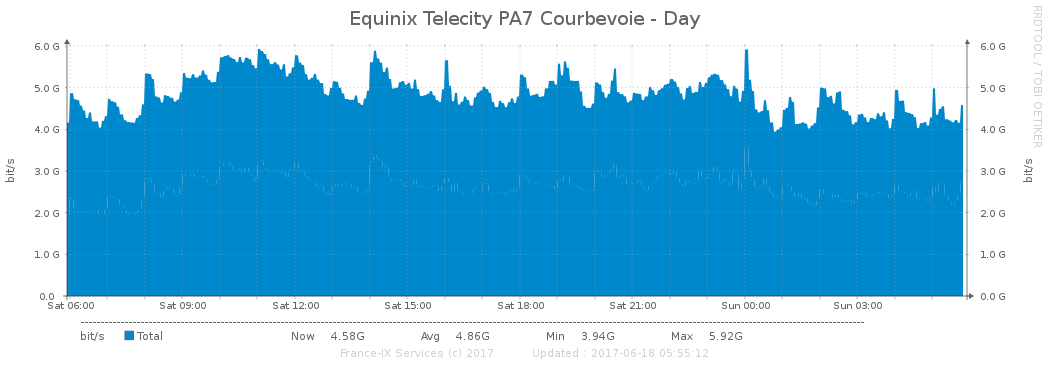 Equinix Telecity PA7 Courbevoie - Day
RRDTOOL / TOBI OETIKER
bit/s
bit/s
6.0 G 6.0 G
5.0 G 5.0 G
4.0 G 4.0 G
3.0 G 3.0 G
2.0 G 2.0 G
1.0 G 1.0 G
0.0 0.0 G
Sat 06:00 Sat 09:00 Sat 12:00 Sat 15:00 Sat 18:00 Sat 21:00 Sun 00:00 Sun 03:00
bit/s Total Now 4.58G Avg 4.86G Min 3.94G Max 5.92G
France-IX Services (c) 2017 Updated : 2017-06-18 05:55:12